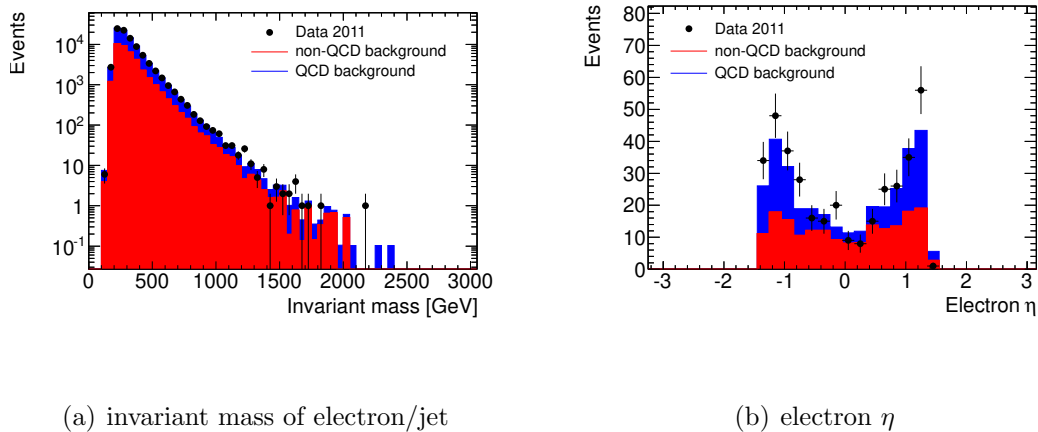 Events
10⁴
10³
10²
10
1
10⁻¹
Data 2011
non-QCD background
QCD background
0 500 1000 1500 2000 2500 3000
Invariant mass [GeV]
(a) invariant mass of electron/jet
Events
80
70
60
50
40
30
20
10
0
Data 2011
non-QCD background
QCD background
-3 -2 -1 0 1 2 3
Electron η
(b) electron η